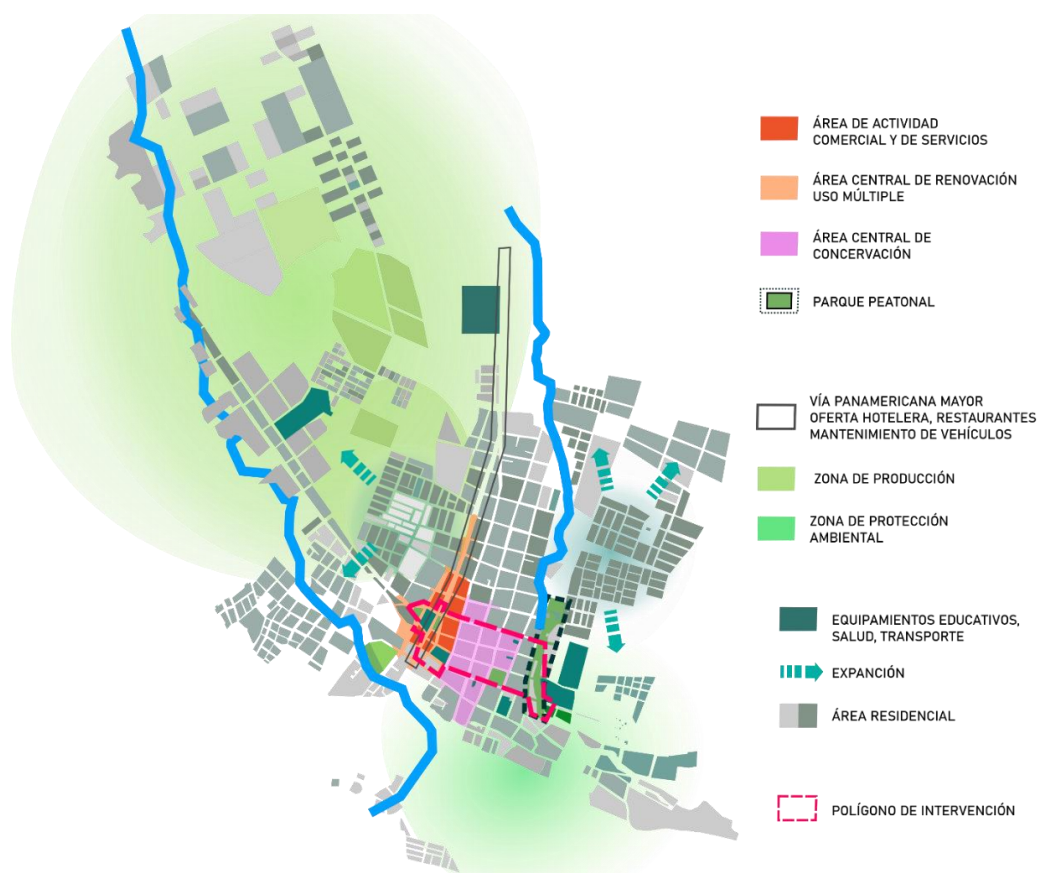 ÁREA DE ACTIVIDAD
COMERCIAL Y DE SERVICIOS
ÁREA CENTRAL DE RENOVACIÓN
USO MÚLTIPLE
ÁREA CENTRAL DE
CONCERVACIÓN
PARQUE PEATONAL
VÍA PANAMERICANA MAYOR
OFERTA HOTELERA, RESTAURANTES
MANTENIMIENTO DE VEHÍCULOS
ZONA DE PRODUCCIÓN
ZONA DE PROTECCIÓN
AMBIENTAL
EQUIPAMIENTOS EDUCATIVOS,
SALUD, TRANSPORTE
EXPANCIÓN
ÁREA RESIDENCIAL
POLÍGONO DE INTERVENCIÓN